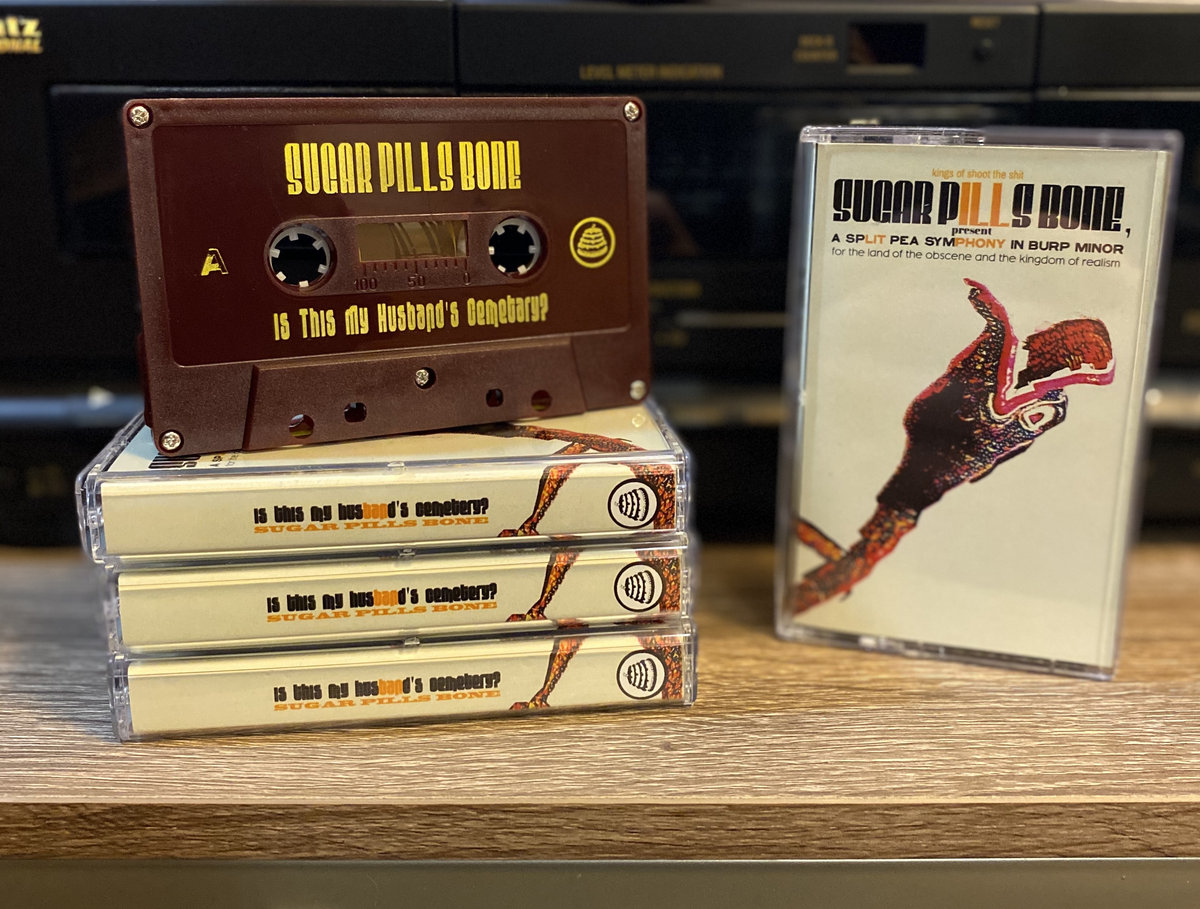 LEVEL METER INDICATION
SUGAR PILLS BONE
A
100 50 0
Is This My Husband's Cemetary?
is this my husband's cemetery?
SUGAR PILLS BONE
is this my husband's cemetery?
SUGAR PILLS BONE
is this my husband's cemetery?
SUGAR PILLS BONE
kings of shoot the shit
SUGAR PILLS BONE,
present
A SPLIT PEA SYMPHONY IN BURP MINOR
for the land of the obscene and the kingdom of realism